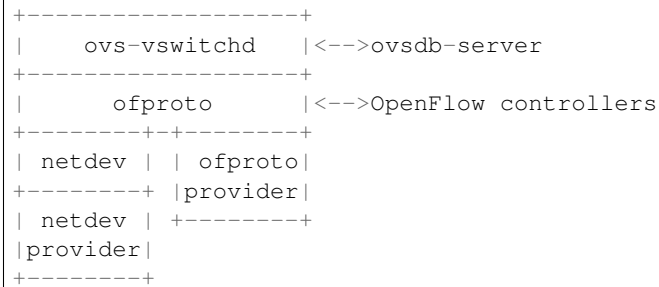 +-------------------+
|    ovs-vswitchd   |<-->ovsdb-server
+-------------------+
|      ofproto      |<-->OpenFlow controllers
+--------+-+--------+
| netdev | | ofproto|
+--------+ |provider|
| netdev | +--------+
|provider|
+--------+